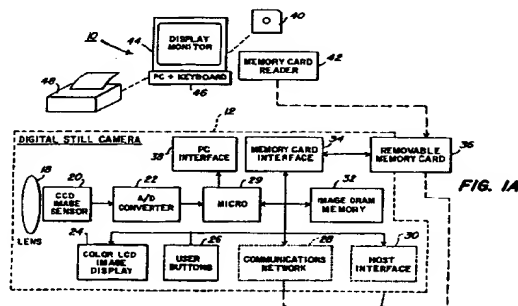 10
44
DISPLAY MONITOR
40
42
MEMORY CARD READER
PC + KEYBOARD
46
48
12
DIGITAL STILL CAMERA
PC INTERFACE
38
MEMORY CARD INTERFACE
34
REMOVABLE MEMORY CARD
36
FIG. 1A
18
LENS
20
CCD IMAGE SENSOR
22
A/D CONVERTER
29
MICRO
32
IMAGE DRAM MEMORY
24
COLOR LCD IMAGE DISPLAY
26
USER BUTTONS
28
COMMUNICATIONS NETWORK
30
HOST INTERFACE